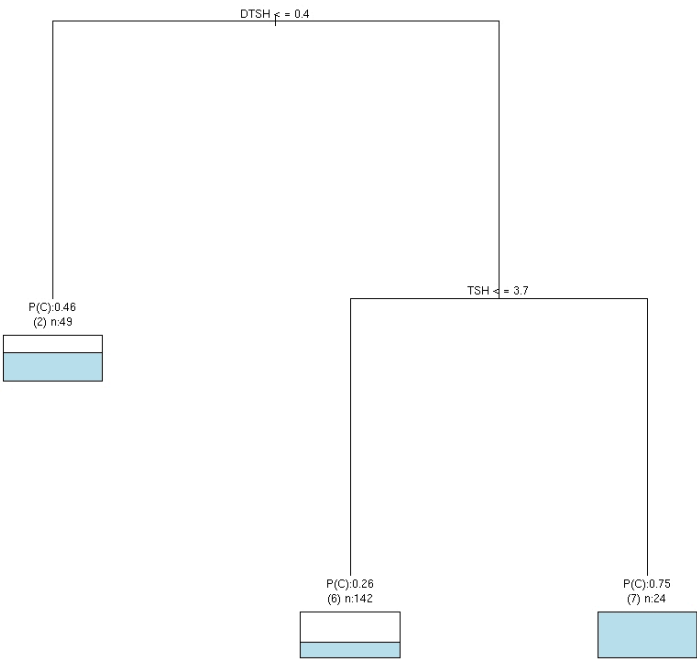 DTSH < = 0.4
TSH < = 3.7
P(C):0.46
(2) n:49
P(C):0.26
(6) n:142
P(C):0.75
(7) n:24